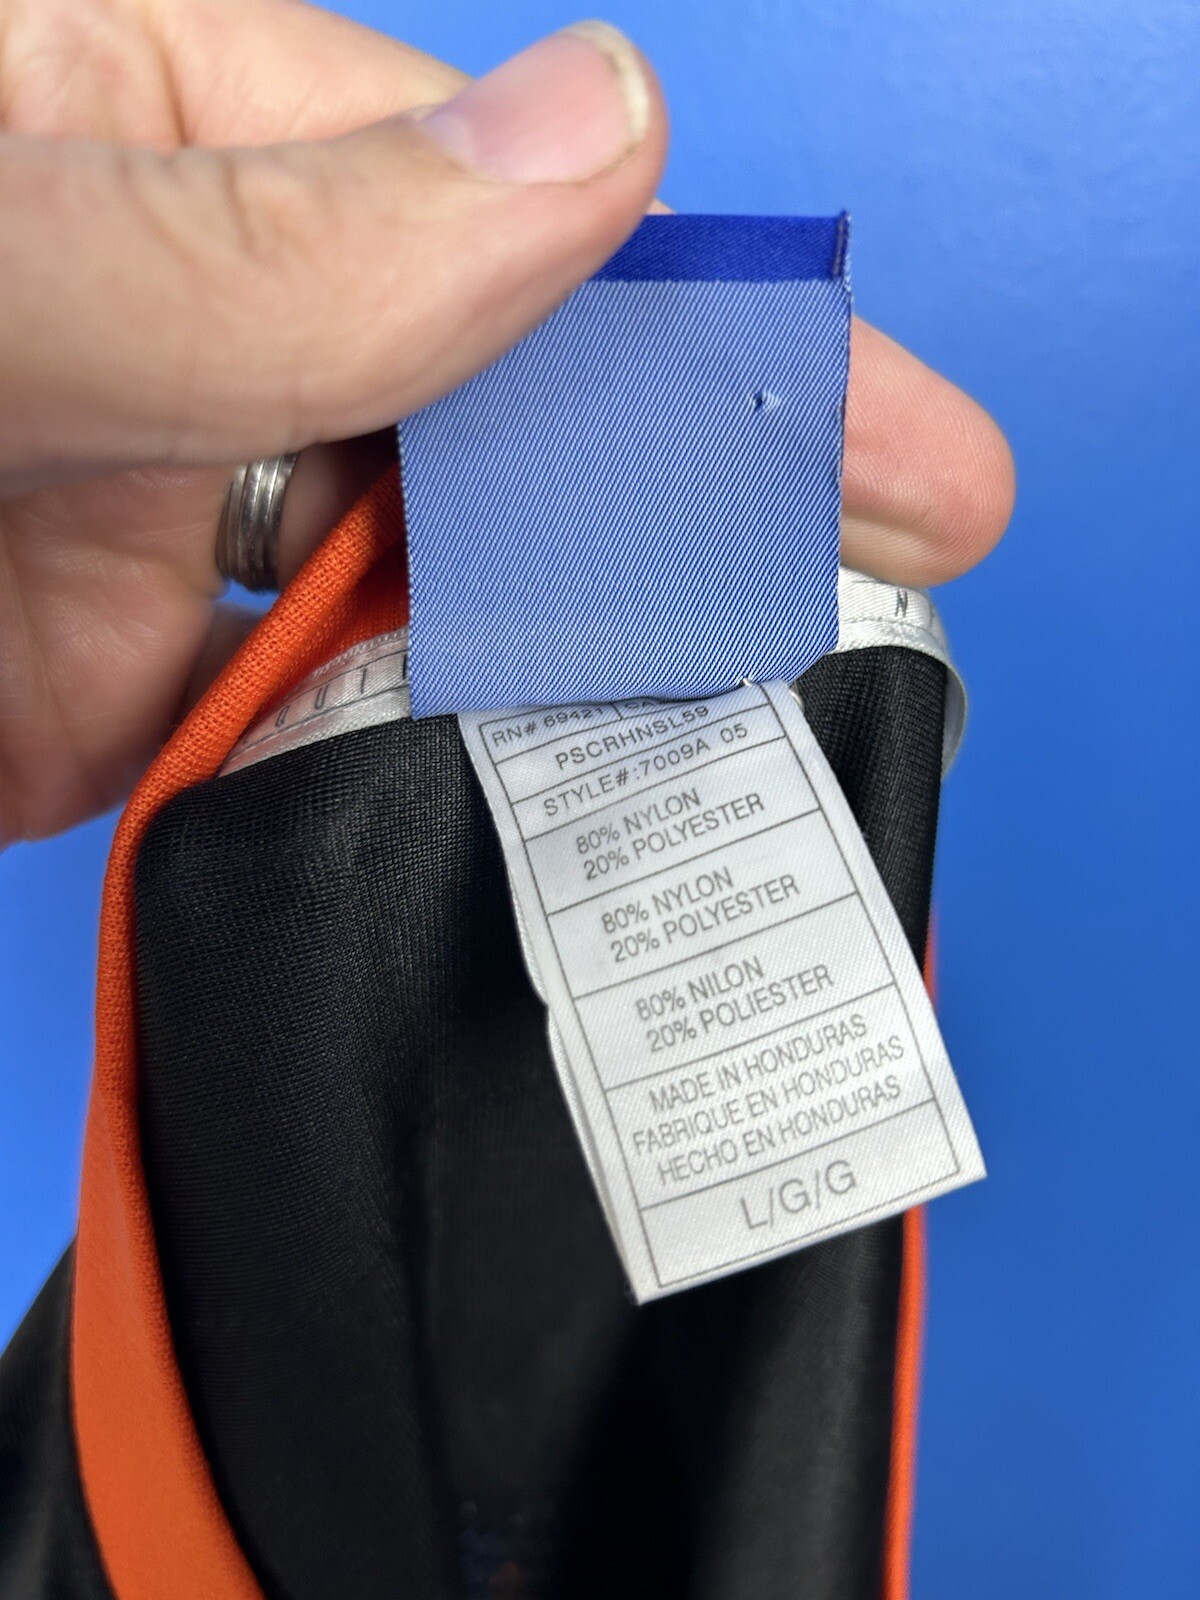 RN# 69421
PSCRHNSL59
STYLE#:7009A 05
80% NYLON
20% POLYESTER
80% NYLON
20% POLYESTER
80% NILON
20% POLIESTER
MADE IN HONDURAS
FABRIQUE EN HONDURAS
HECHO EN HONDURAS
L/G/G